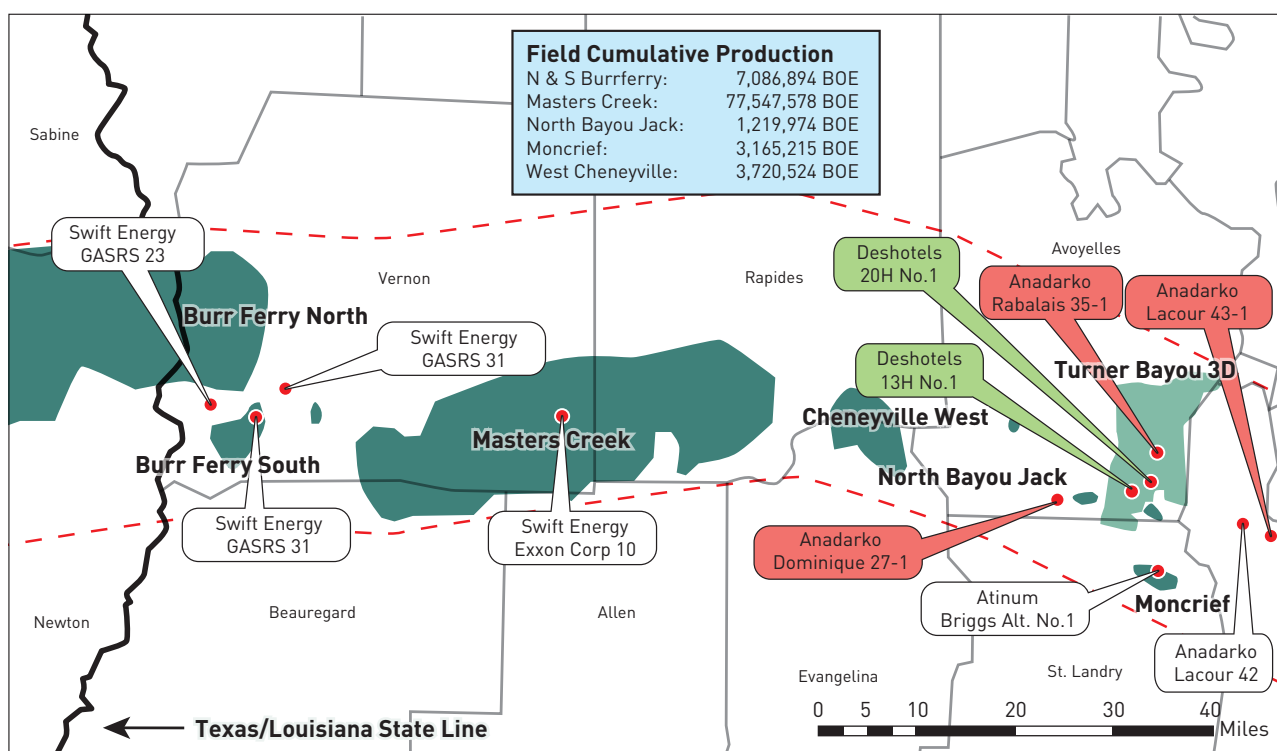 Field Cumulative Production
N & S Burrferry: 7,086,894 BOE
Masters Creek: 77,547,578 BOE
North Bayou Jack: 1,219,974 BOE
Moncrief: 3,165,215 BOE
West Cheneyville: 3,720,524 BOE
Sabine
Swift Energy
GASRS 23
Vernon
Rapides
Avoyelles
Deshotels
20H No.1
Anadarko
Rabalais 35-1
Anadarko
Lacour 43-1
Burr Ferry North
Swift Energy
GASRS 31
Deshotels
13H No.1
Turner Bayou 3D
Cheneyville West
Masters Creek
Burr Ferry South
North Bayou Jack
Swift Energy
GASRS 31
Swift Energy
Exxon Corp 10
Anadarko
Dominique 27-1
Atinum
Briggs Alt. No.1
Moncrief
Newton
Beauregard
Allen
Evangelina
St. Landry
Anadarko
Lacour 42
Texas/Louisiana State Line
0 5 10 20 30 40
Miles